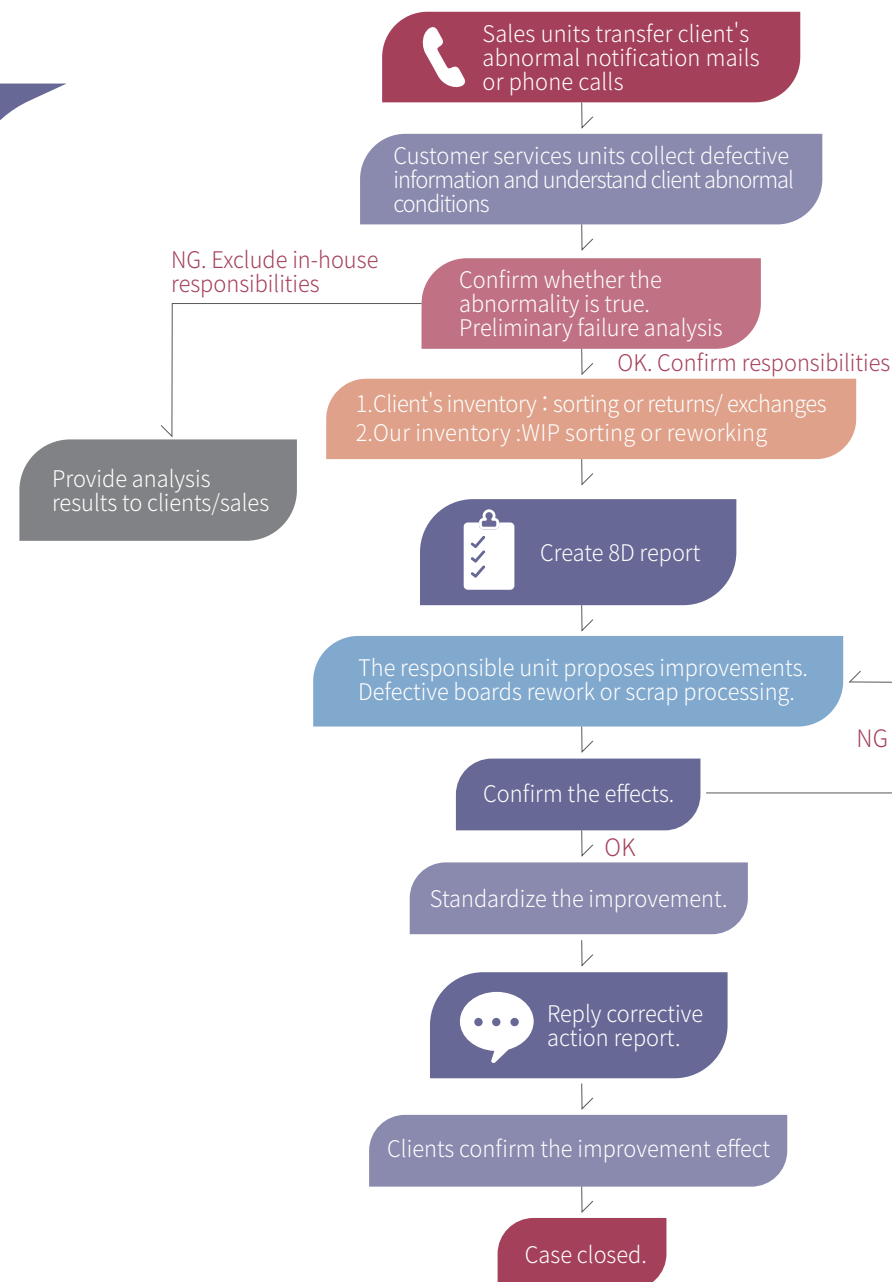 Sales units transfer client's
abnormal notification mails
or phone calls
Customer services units collect defective
information and understand client abnormal
conditions
NG. Exclude in-house
responsibilities
Confirm whether the
abnormality is true.
Preliminary failure analysis
OK. Confirm responsibilities
1.Client's inventory：sorting or returns/ exchanges
2.Our inventory :WIP sorting or reworking
Provide analysis
results to clients/sales
Create 8D report
The responsible unit proposes improvements.
Defective boards rework or scrap processing.
NG
Confirm the effects.
OK
Standardize the improvement.
Reply corrective
action report.
Clients confirm the improvement effect
Case closed.